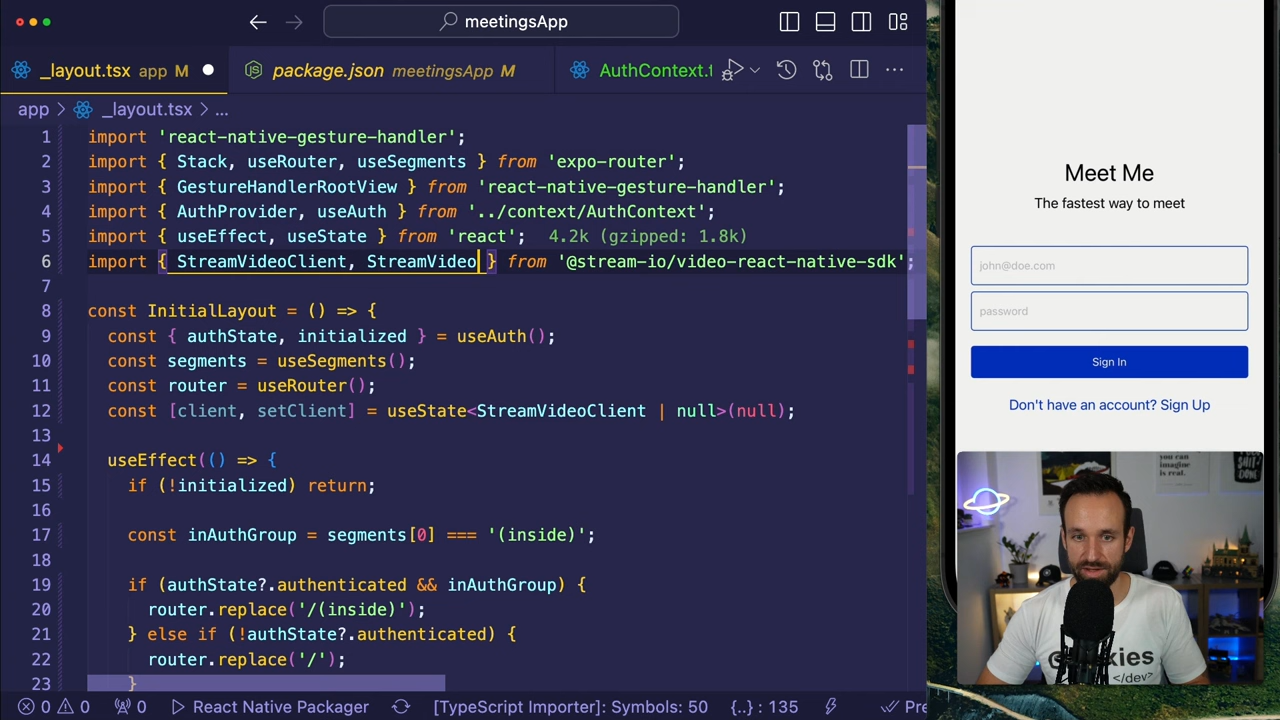 meetingsApp
_layout.tsx app M
package.json meetingsApp M
AuthContext.t
app > _layout.tsx > ...
1 import 'react-native-gesture-handler';
2 import { Stack, useRouter, useSegments } from 'expo-router';
3 import { GestureHandlerRootView } from 'react-native-gesture-handler';
4 import { AuthProvider, useAuth } from '../context/AuthContext';
5 import { useEffect, useState } from 'react'; 4.2k (gzipped: 1.8k)
6 import { StreamVideoClient, StreamVideo } from '@stream-io/video-react-native-sdk';
7
8 const InitialLayout = () => {
9 const { authState, initialized } = useAuth();
10 const segments = useSegments();
11 const router = useRouter();
12 const [client, setClient] = useState<StreamVideoClient | null>(null);
13
14 useEffect(() => {
15 if (!initialized) return;
16
17 const inAuthGroup = segments[0] === '(inside)';
18
19 if (authState?.authenticated && inAuthGroup) {
20 router.replace('/(inside)');
21 } else if (!authState?.authenticated) {
22 router.replace('/');
23 }
0 0 0 React Native Packager [TypeScript Importer]: Symbols: 50 {..} : 135 Pre
Meet Me
The fastest way to meet
john@doe.com
password
Sign In
Don't have an account? Sign Up
you can
imagine is
real.
</dev>